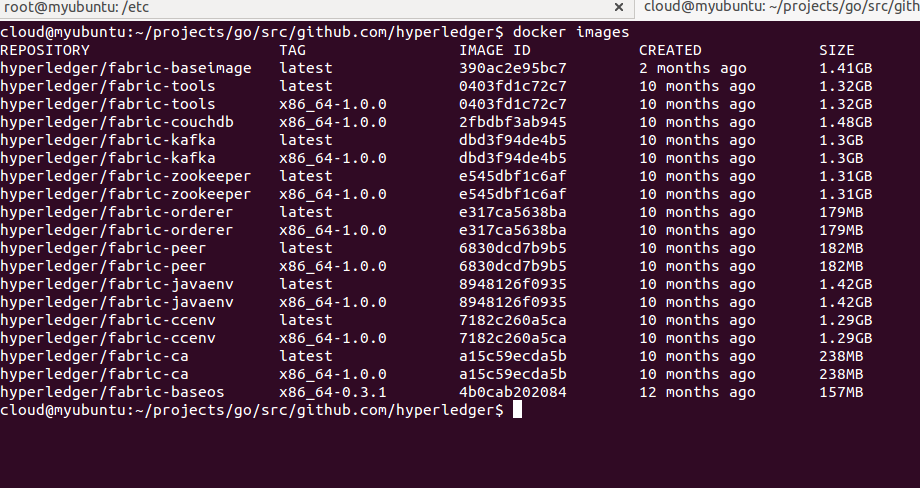 root@myubuntu: /etc × cloud@myubuntu: ~/projects/go/src/gith
cloud@myubuntu:~/projects/go/src/github.com/hyperledger$ docker images
REPOSITORY TAG IMAGE ID CREATED SIZE
hyperledger/fabric-baseimage latest 390ac2e95bc7 2 months ago 1.41GB
hyperledger/fabric-tools latest 0403fd1c72c7 10 months ago 1.32GB
hyperledger/fabric-tools x86_64-1.0.0 0403fd1c72c7 10 months ago 1.32GB
hyperledger/fabric-couchdb x86_64-1.0.0 2fbdbf3ab945 10 months ago 1.48GB
hyperledger/fabric-kafka latest dbd3f94de4b5 10 months ago 1.3GB
hyperledger/fabric-kafka x86_64-1.0.0 dbd3f94de4b5 10 months ago 1.3GB
hyperledger/fabric-zookeeper latest e545dbf1c6af 10 months ago 1.31GB
hyperledger/fabric-zookeeper x86_64-1.0.0 e545dbf1c6af 10 months ago 1.31GB
hyperledger/fabric-orderer latest e317ca5638ba 10 months ago 179MB
hyperledger/fabric-orderer x86_64-1.0.0 e317ca5638ba 10 months ago 179MB
hyperledger/fabric-peer latest 6830dcd7b9b5 10 months ago 182MB
hyperledger/fabric-peer x86_64-1.0.0 6830dcd7b9b5 10 months ago 182MB
hyperledger/fabric-javaenv latest 8948126f0935 10 months ago 1.42GB
hyperledger/fabric-javaenv x86_64-1.0.0 8948126f0935 10 months ago 1.42GB
hyperledger/fabric-ccenv latest 7182c260a5ca 10 months ago 1.29GB
hyperledger/fabric-ccenv x86_64-1.0.0 7182c260a5ca 10 months ago 1.29GB
hyperledger/fabric-ca latest a15c59ecda5b 10 months ago 238MB
hyperledger/fabric-ca x86_64-1.0.0 a15c59ecda5b 10 months ago 238MB
hyperledger/fabric-baseos x86_64-0.3.1 4b0cab202084 12 months ago 157MB
cloud@myubuntu:~/projects/go/src/github.com/hyperledger$